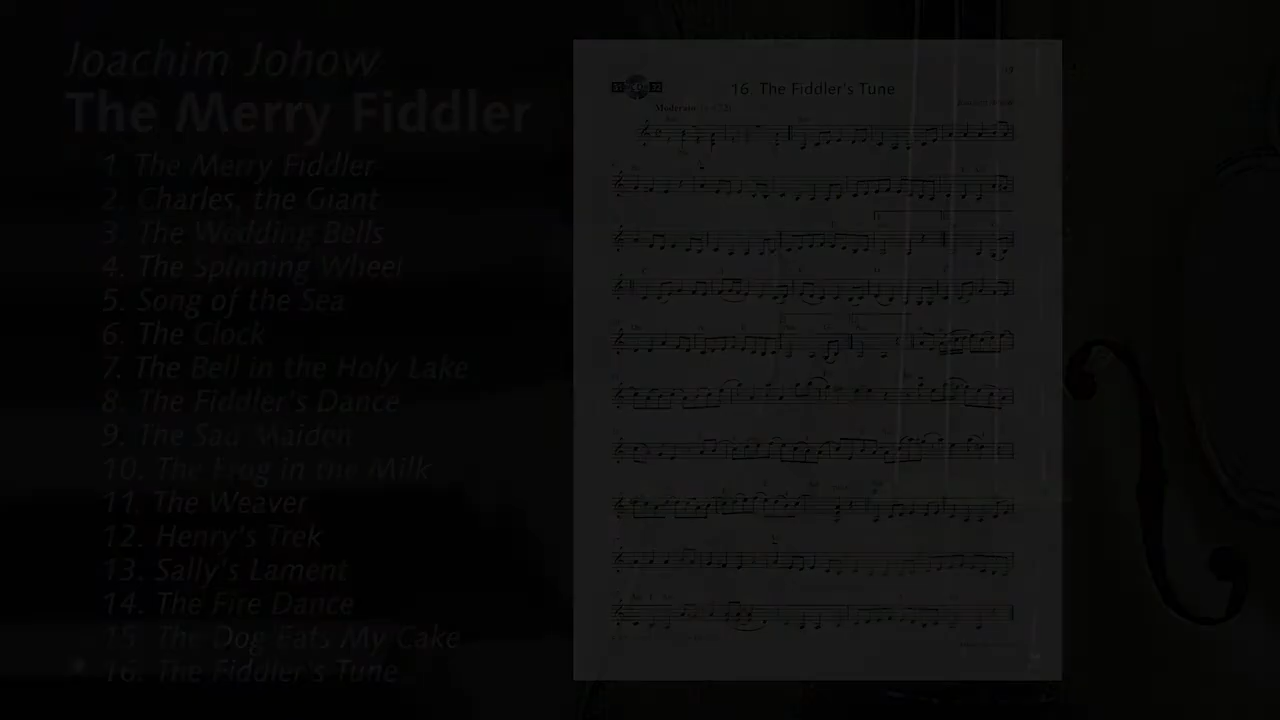 Joachim Johow
The Merry Fiddler
1. The Merry Fiddler
2. Charles, the Giant
3. The Wedding Bells
4. The Spinning Wheel
5. Song of the Sea
6. The Clock
7. The Bell in the Holy Lake
8. The Fiddler's Dance
9. The Sad Maiden
10. The Frog in the Milk
11. The Weaver
12. Henry's Trek
13. Sally's Lament
14. The Fire Dance
15. The Dog Eats My Cake
16. The Fiddler's Tune
16. The Fiddler's Tune
Moderato